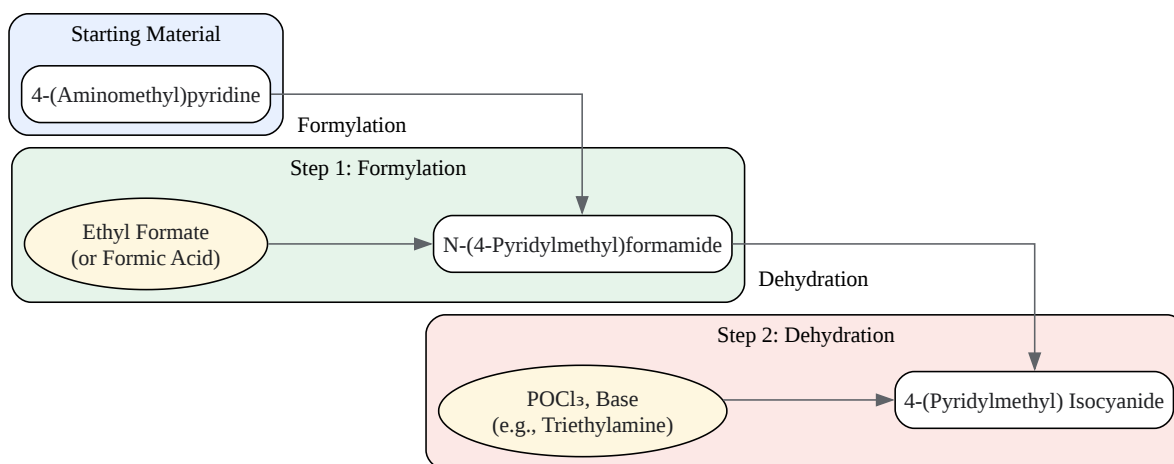 Starting Material
4-(Aminomethyl)pyridine
Formylation
Step 1: Formylation
Ethyl Formate
(or Formic Acid)
N-(4-Pyridylmethyl)formamide
Dehydration
Step 2: Dehydration
POCl₃, Base
(e.g., Triethylamine)
4-(Pyridylmethyl) Isocyanide